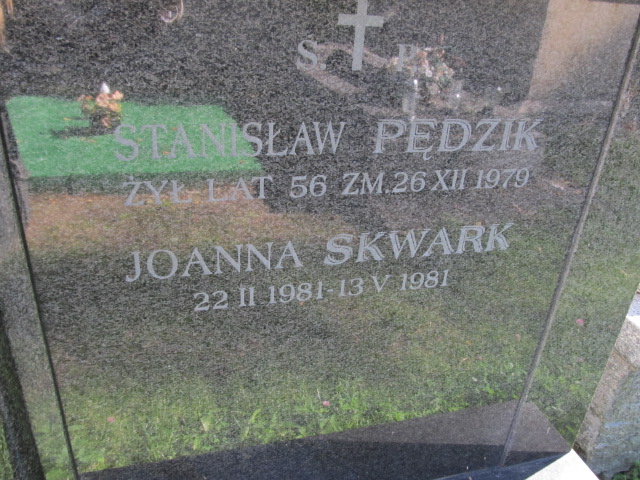 S P
STANISŁAW PĘDZIK
ŻYŁ LAT 56 ZM. 26 XII 1979
JOANNA SKWARK
22 II 1981 - 13 V 1981